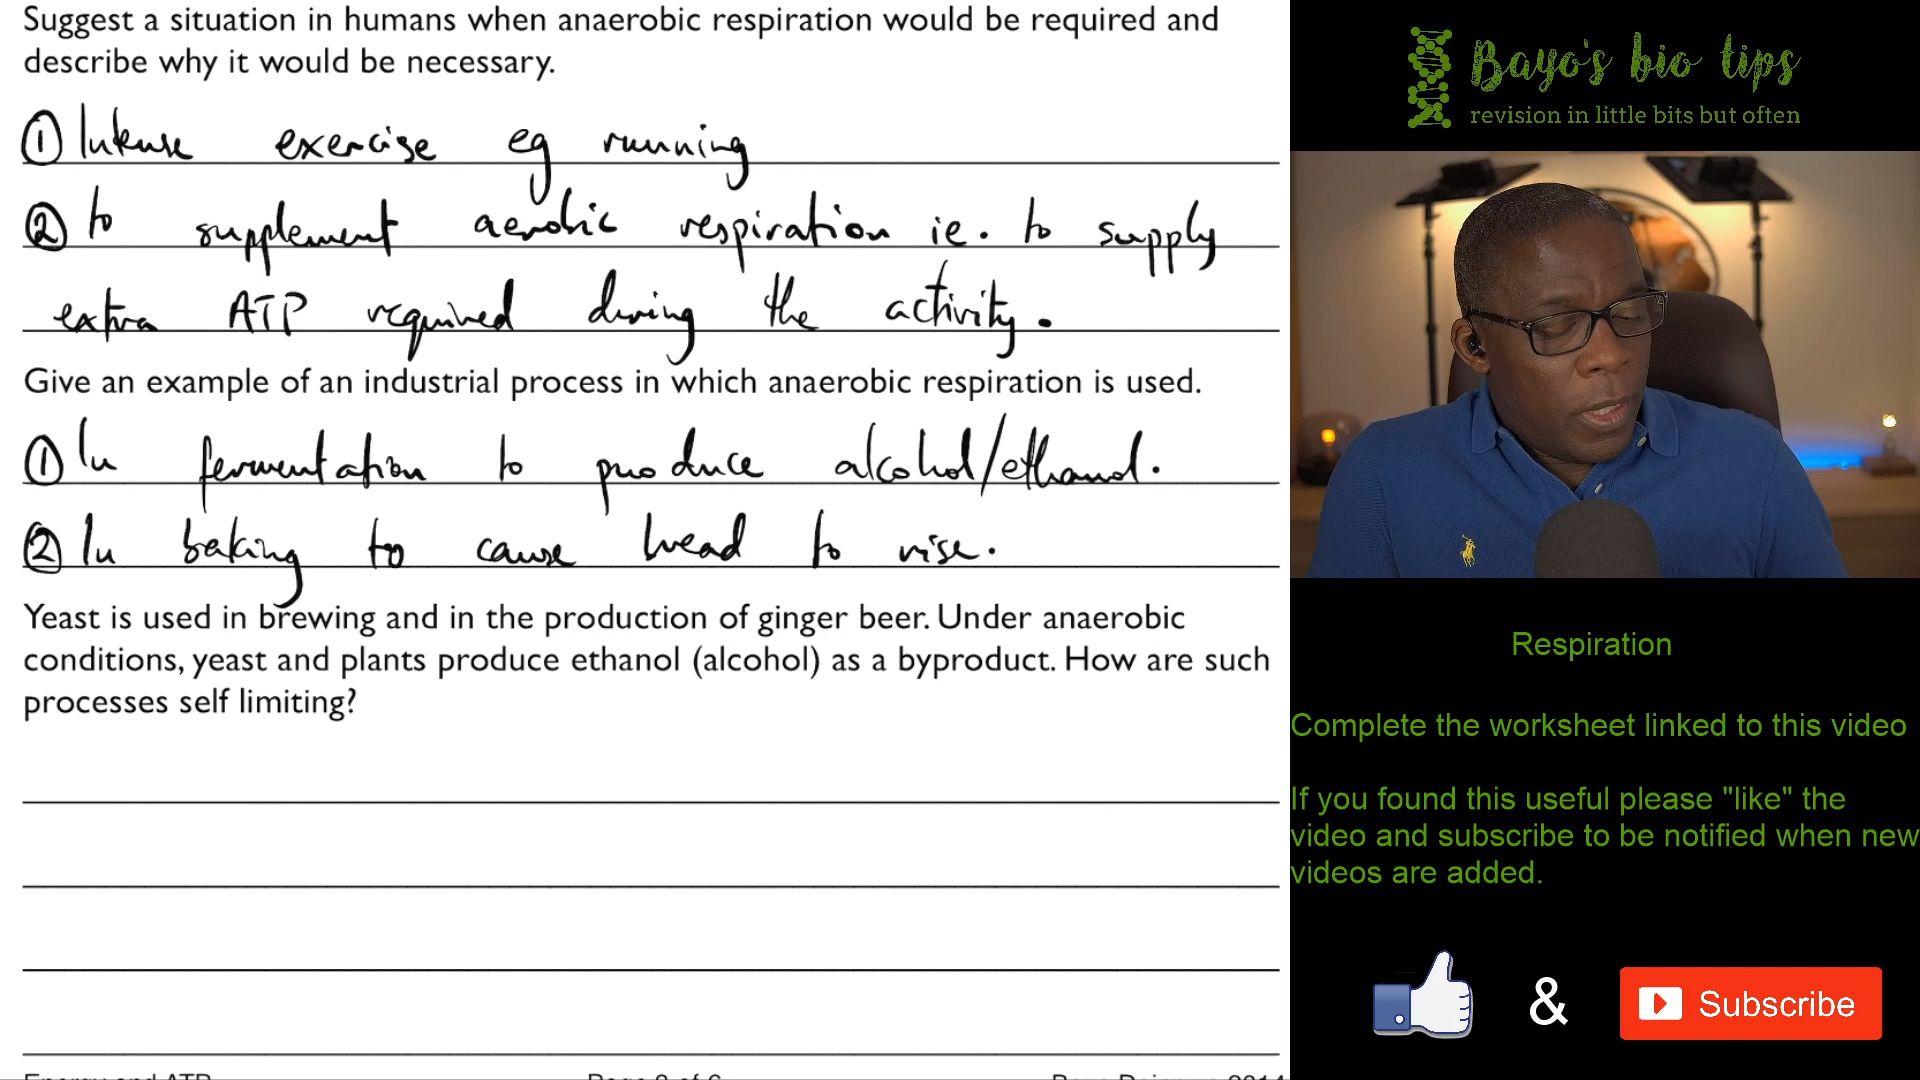 Suggest a situation in humans when anaerobic respiration would be required and
describe why it would be necessary.
① Intense exercise eg running
② to supplement aerobic respiration ie. to supply
extra ATP required during the activity.
Give an example of an industrial process in which anaerobic respiration is used.
① In fermentation to produce alcohol/ethanol.
② In baking to cause bread to rise.
Yeast is used in brewing and in the production of ginger beer. Under anaerobic
conditions, yeast and plants produce ethanol (alcohol) as a byproduct. How are such
processes self limiting?
Energy and ATP
Bayo's bio tips
revision in little bits but often
Respiration
Complete the worksheet linked to this video
If you found this useful please "like" the
video and subscribe to be notified when new
videos are added.
&
Subscribe